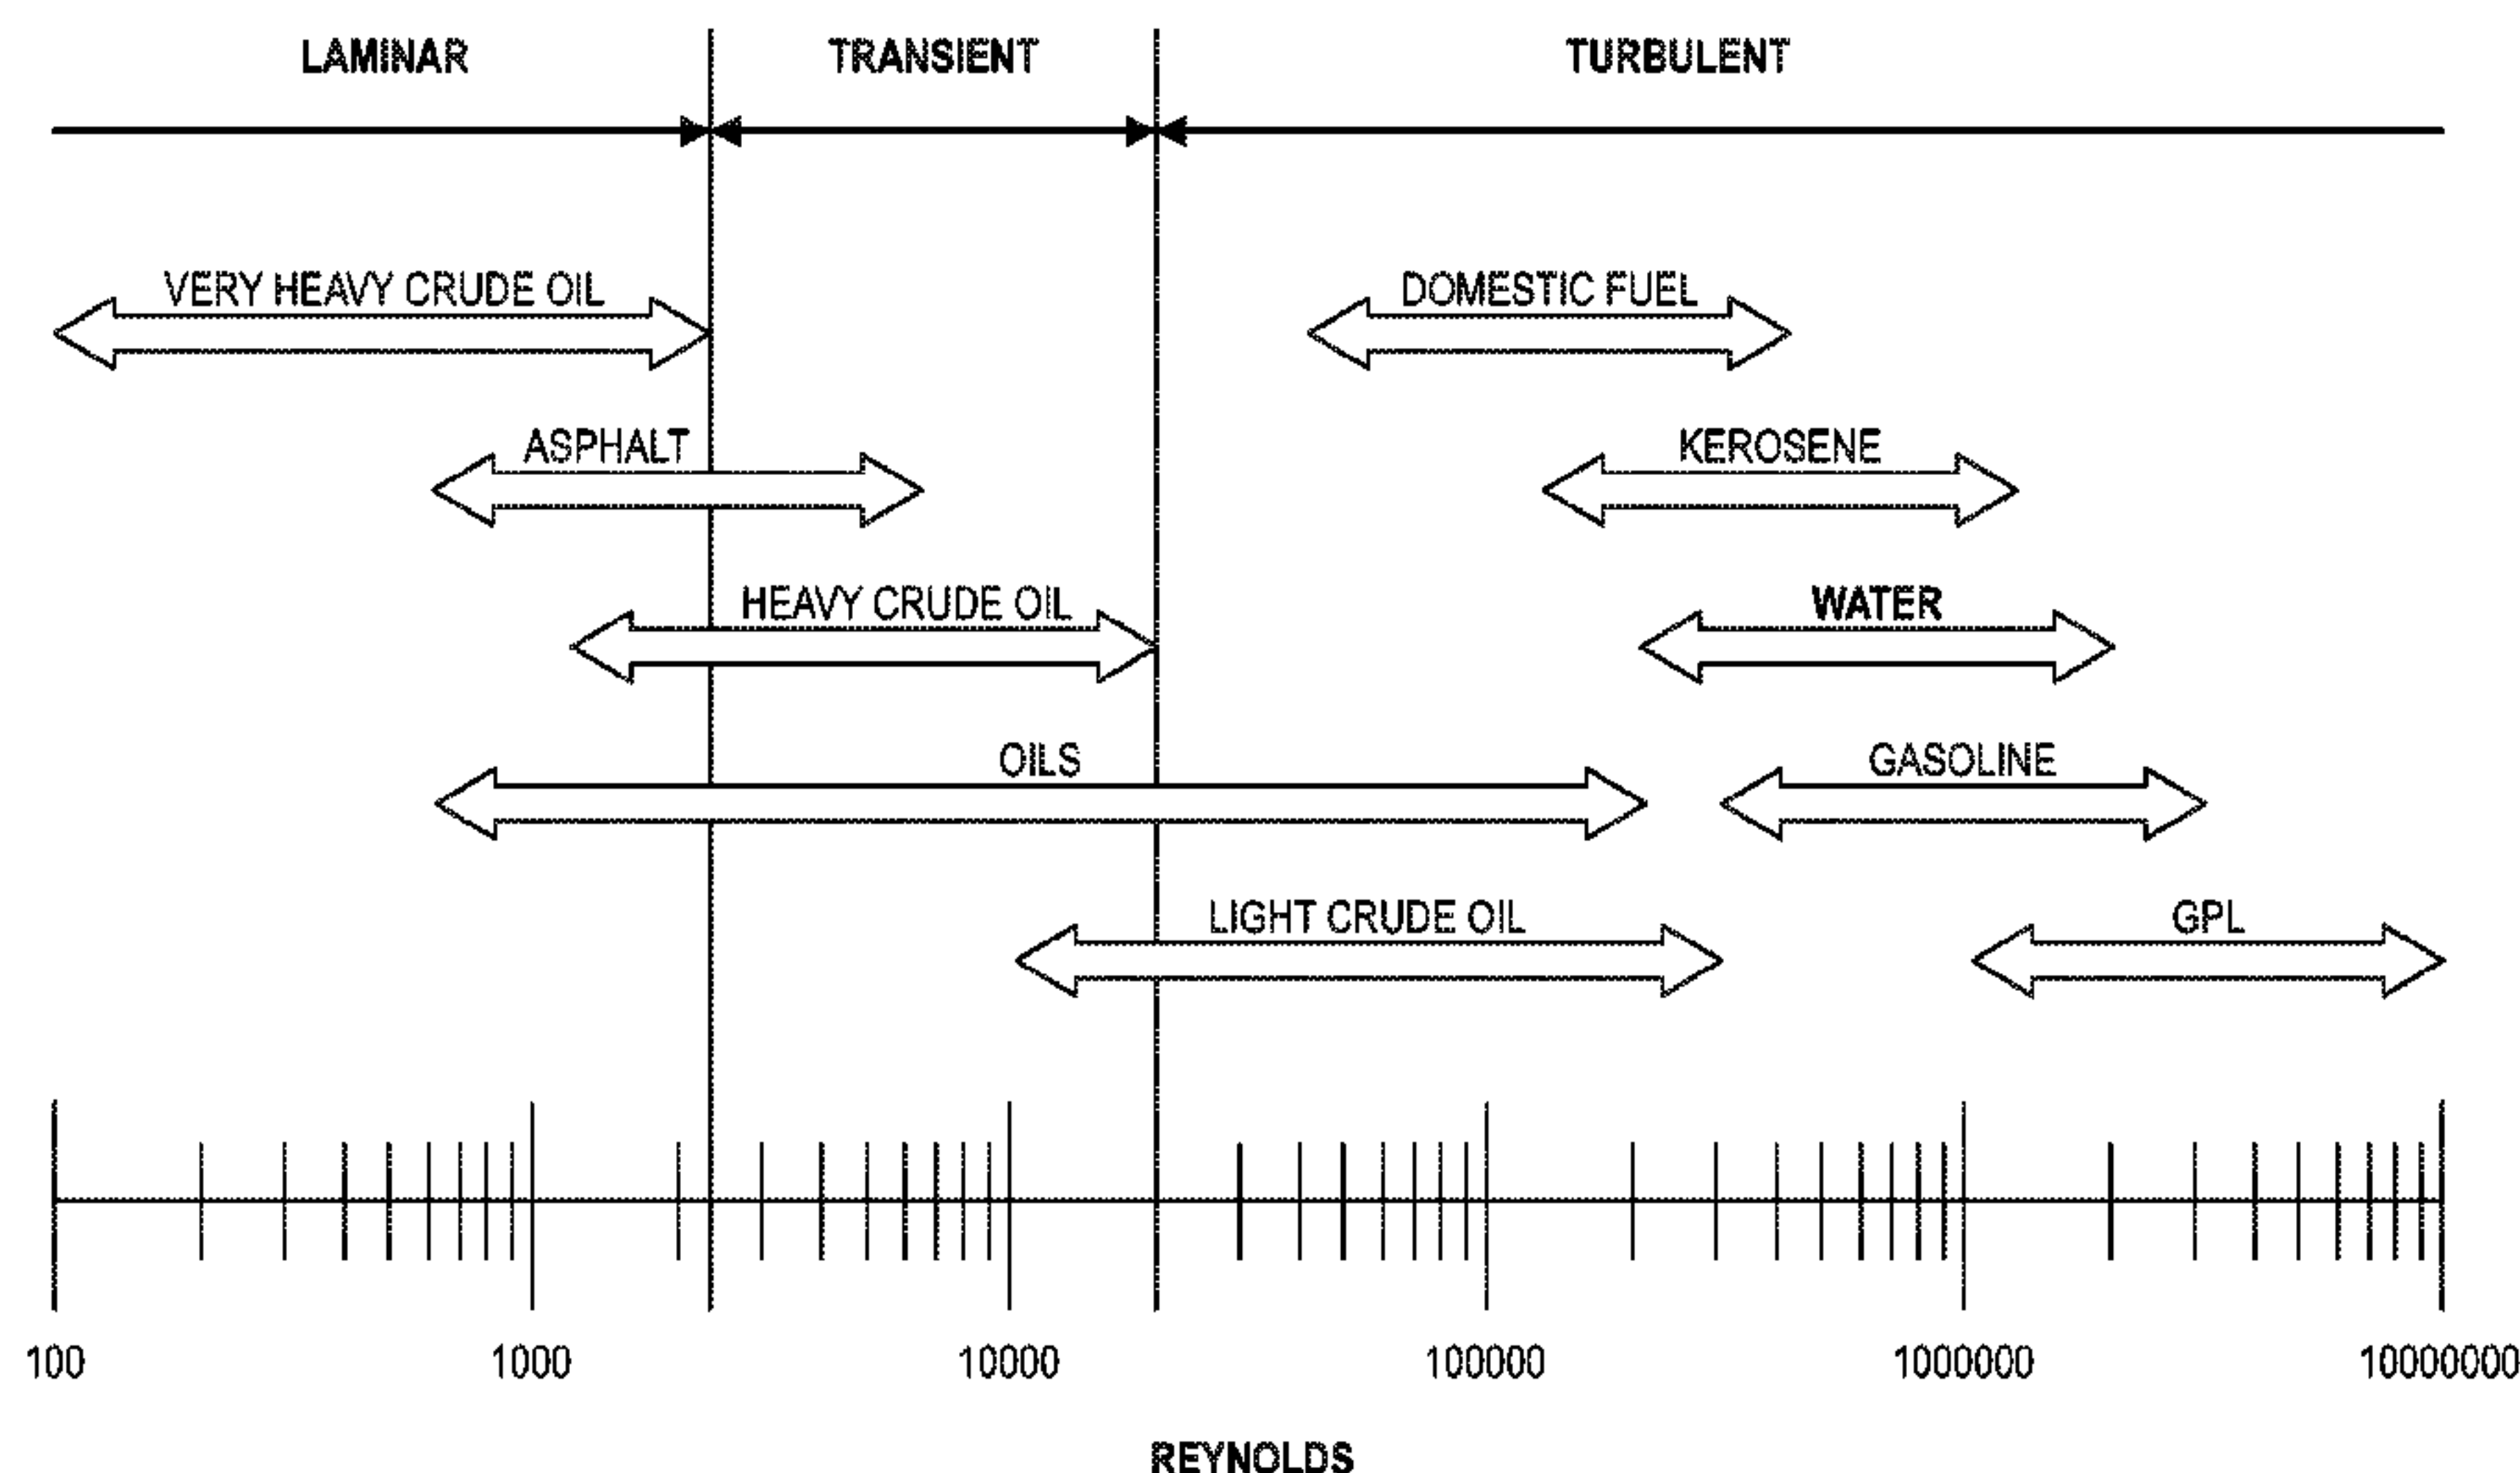 LAMINAR TRANSIENT TURBULENT
VERY HEAVY CRUDE OIL DOMESTIC FUEL
ASPHALT KEROSENE
HEAVY CRUDE OIL WATER
OILS GASOLINE
LIGHT CRUDE OIL GPL
100 1000 10000 100000 1000000 10000000
REYNOLDS